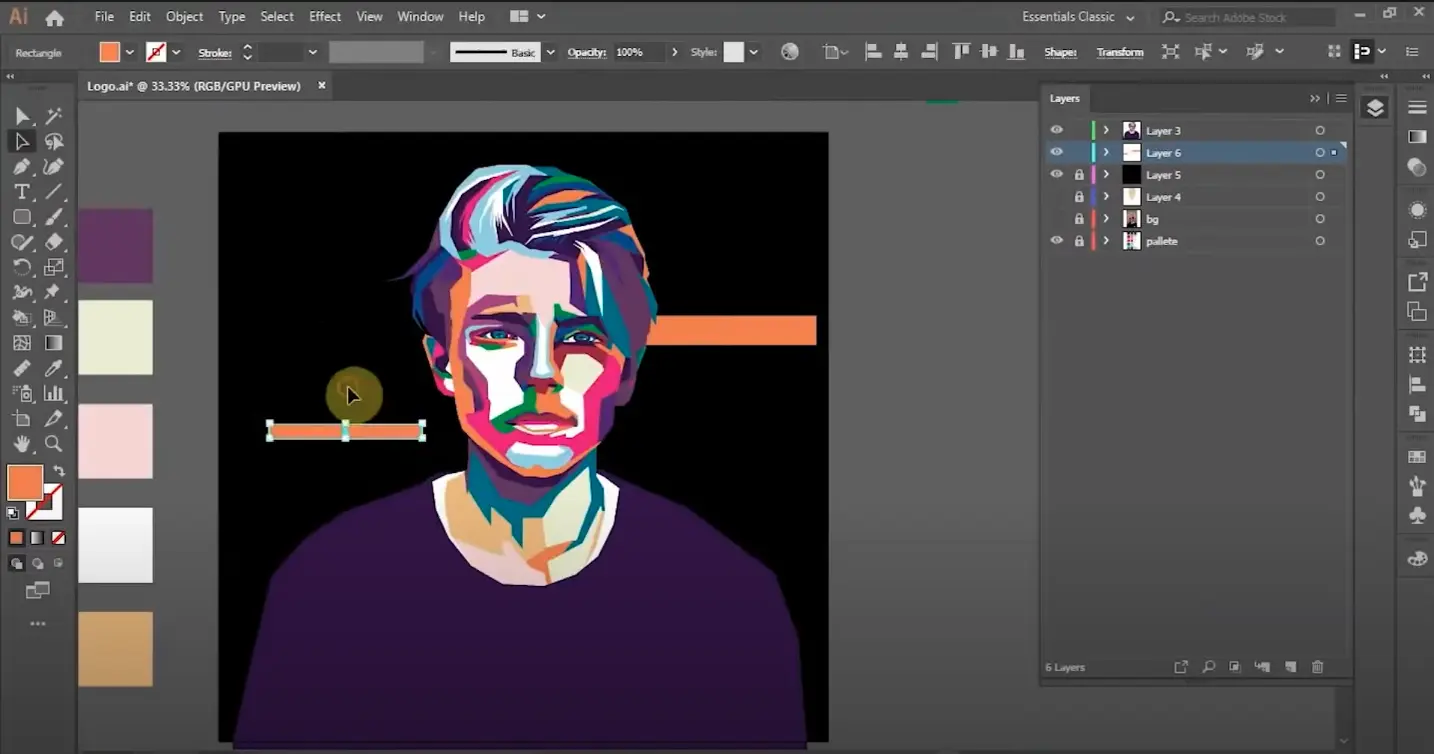 Ai File Edit Object Type Select Effect View Window Help Essentials Classic Search Adobe Stock
Rectangle Stroke: Basic Opacity: 100% Style: Shape: Transform
Logo.ai* @ 33.33% (RGB/GPU Preview) ×
Layers
Layer 3
Layer 6
Layer 5
Layer 4
bg
pallete
6 Layers